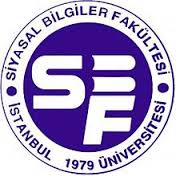 SİYASAL BİLGİLER FAKÜLTESİ
SBF
İSTANBUL 1979 ÜNİVERSİTESİ